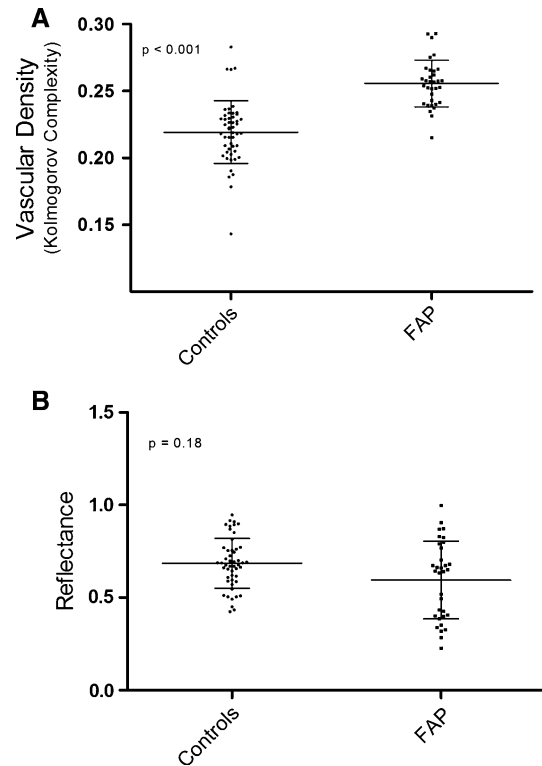 A
p < 0.001
Vascular Density
(Kolmogorov Complexity)
0.30
0.25
0.20
0.15
Controls
FAP
B
p = 0.18
Reflectance
1.5
1.0
0.5
0.0
Controls
FAP